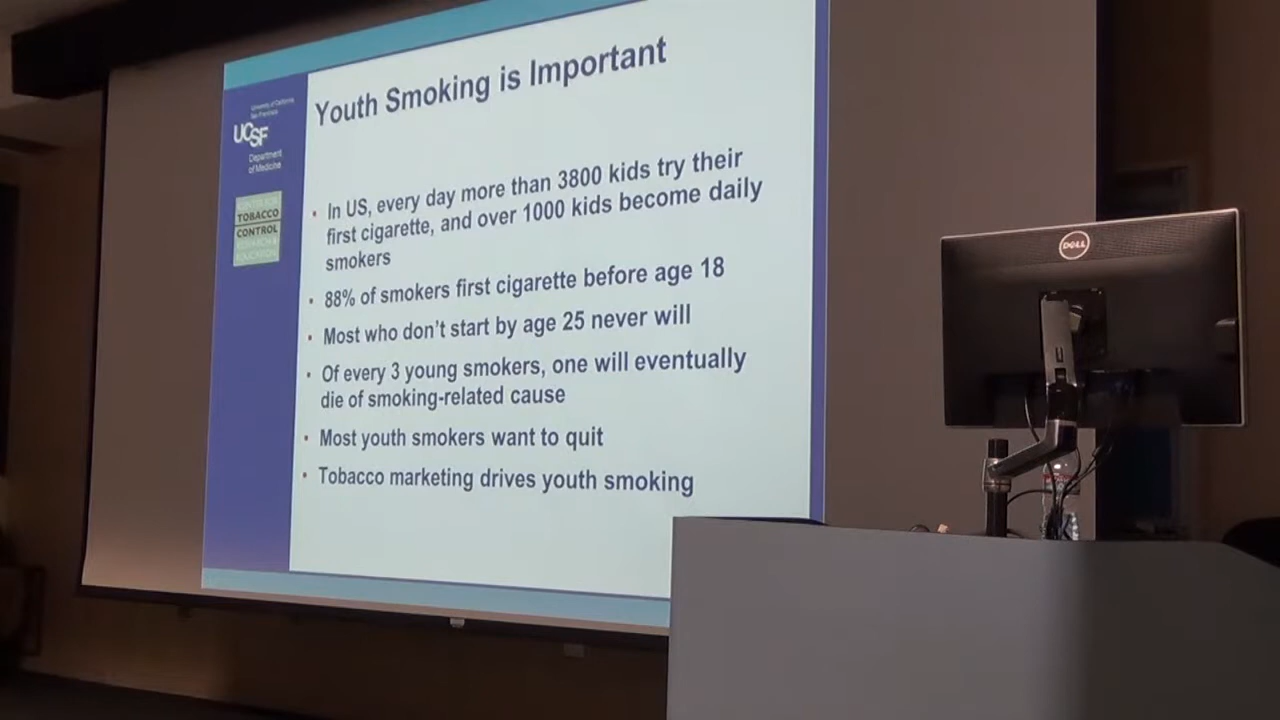 Youth Smoking is Important
University of California
San Francisco
UCSF
Department
of Medicine
TOBACCO
CONTROL
EDUCATION
· In US, every day more than 3800 kids try their
first cigarette, and over 1000 kids become daily
smokers
· 88% of smokers first cigarette before age 18
· Most who don't start by age 25 never will
· Of every 3 young smokers, one will eventually
die of smoking-related cause
· Most youth smokers want to quit
· Tobacco marketing drives youth smoking
DELL